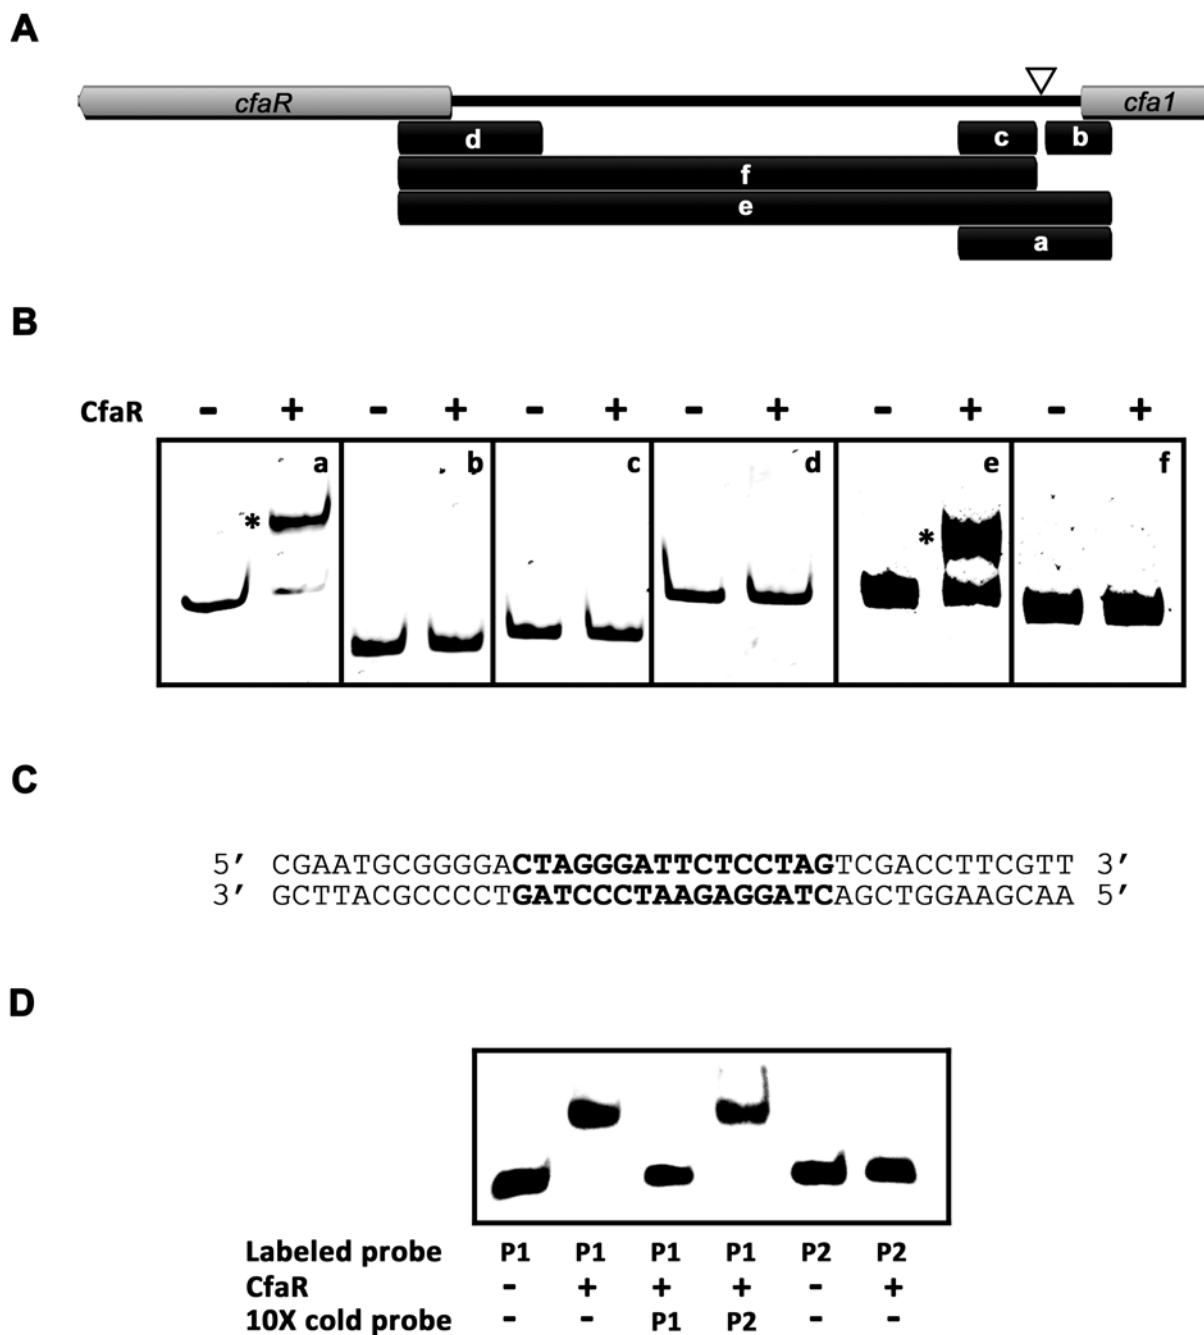 A
cfaR cfa1
d c b
f
e
a
B
CfaR - + - + - + - + - + - +
a b c d e f
* *
C
5′ CGAATGCGGGGACTAGGGATTCTCCTAGTCGACCTTCGTT 3′
3′ GCTTACGCCCCTGATCCCTAAGAGGATCAGCTGGAAGCAA 5′
D
Labeled probe P1 P1 P1 P1 P2 P2
CfaR - + + + - +
10X cold probe - - P1 P2 - -